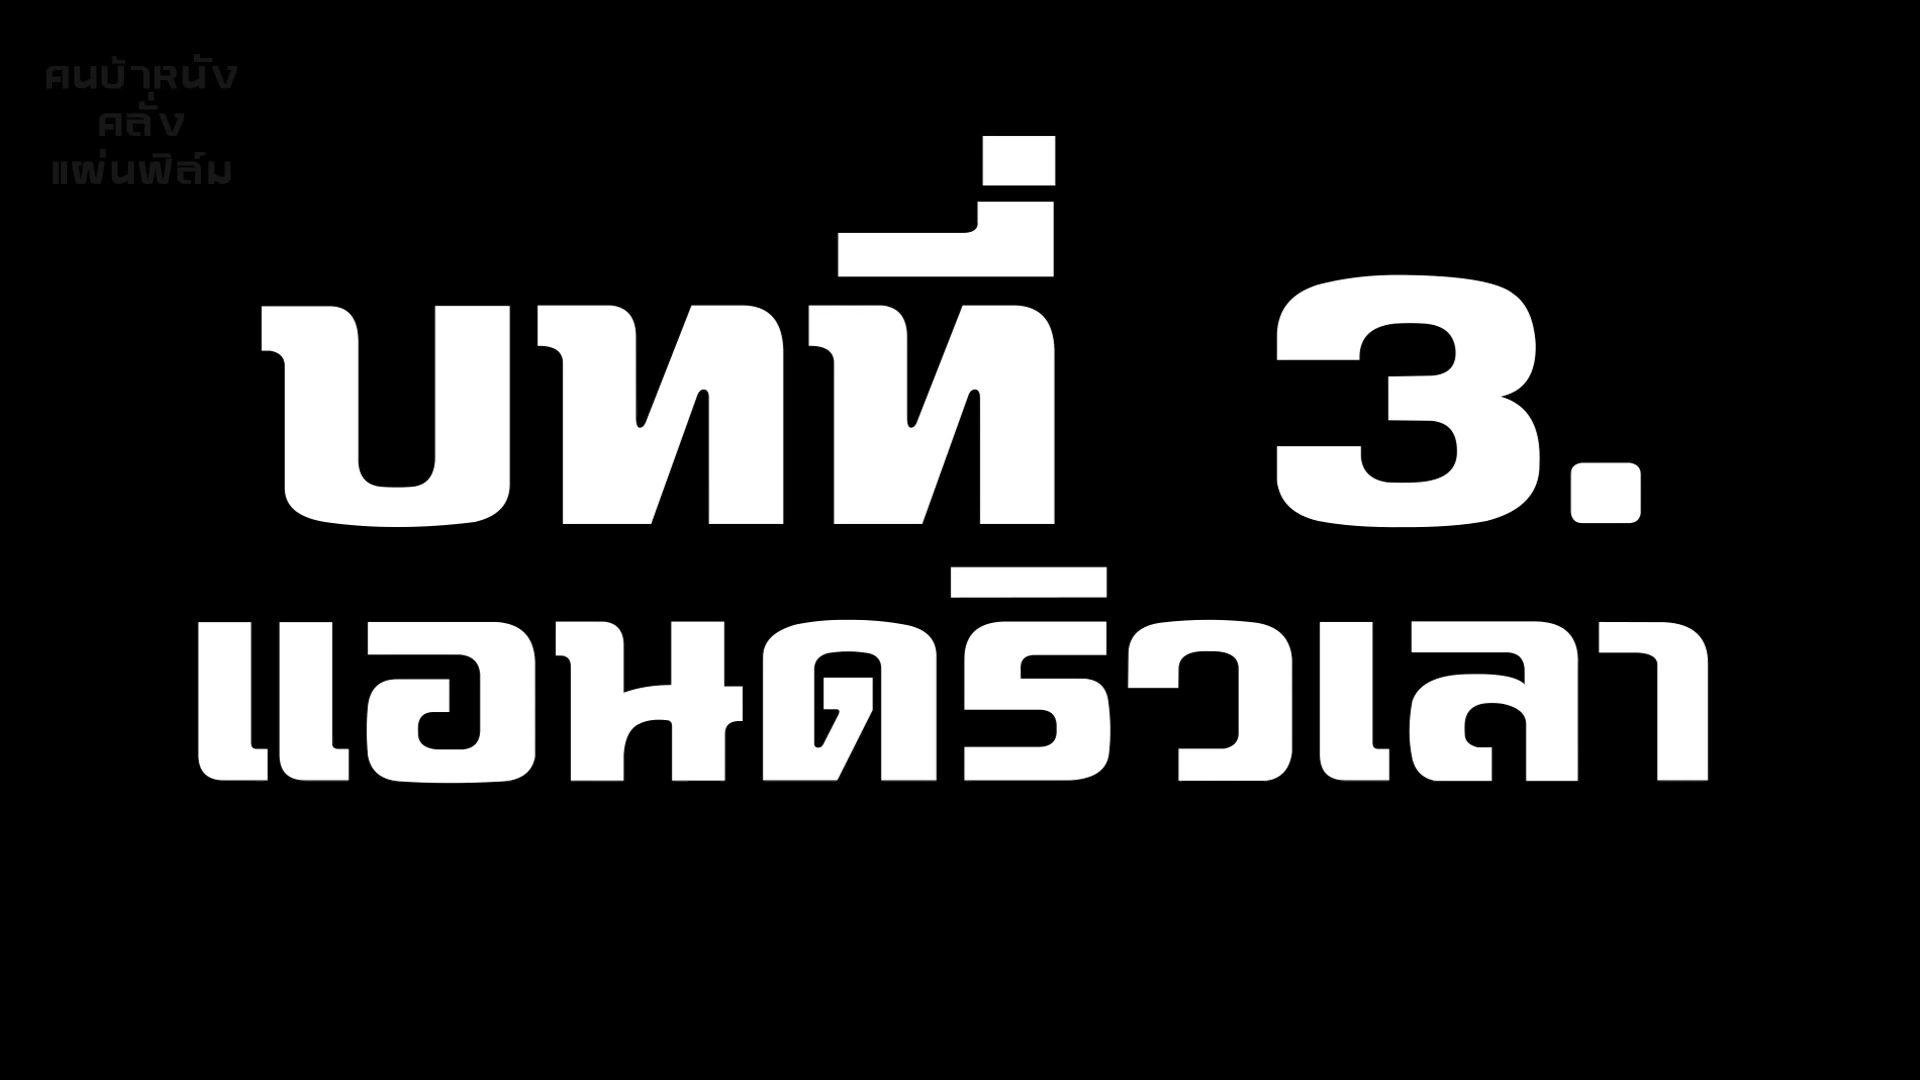 คนบ้าหนัง
คลั่ง
แผ่นฟิล์ม
บทที่ 3.
แอนดริวเลา